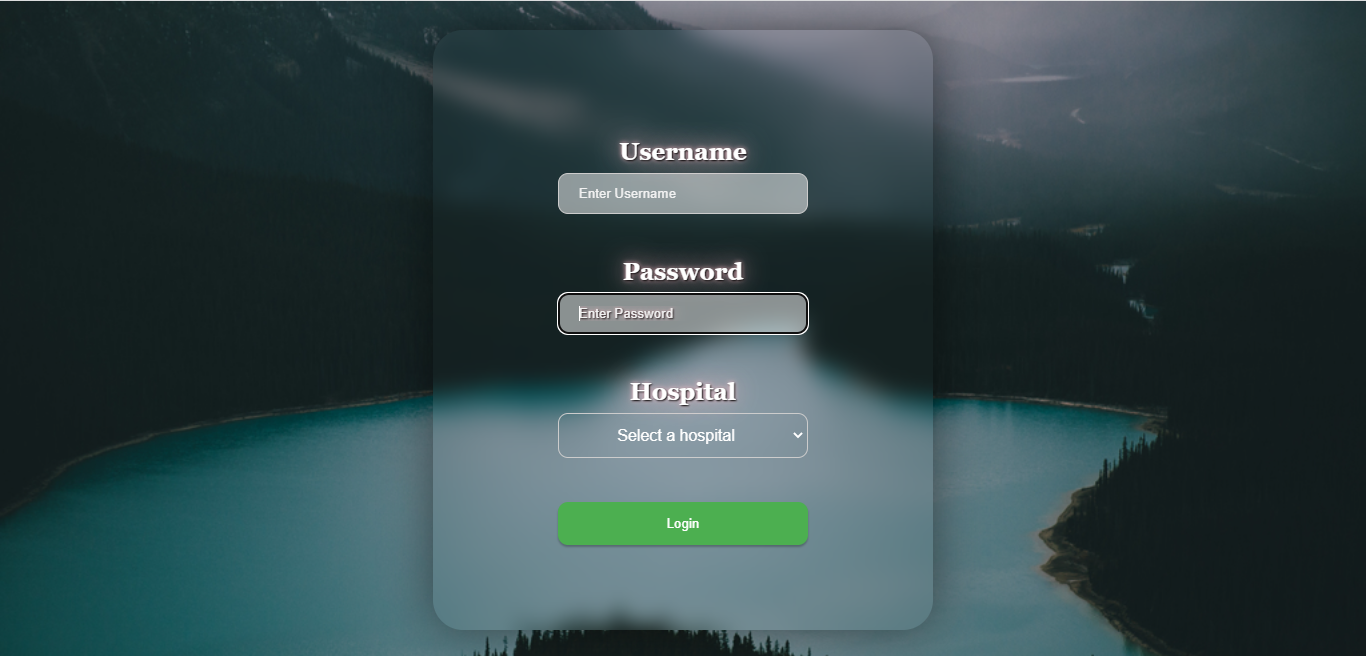 Username
Enter Username
Password
Enter Password
Hospital
Select a hospital
Login